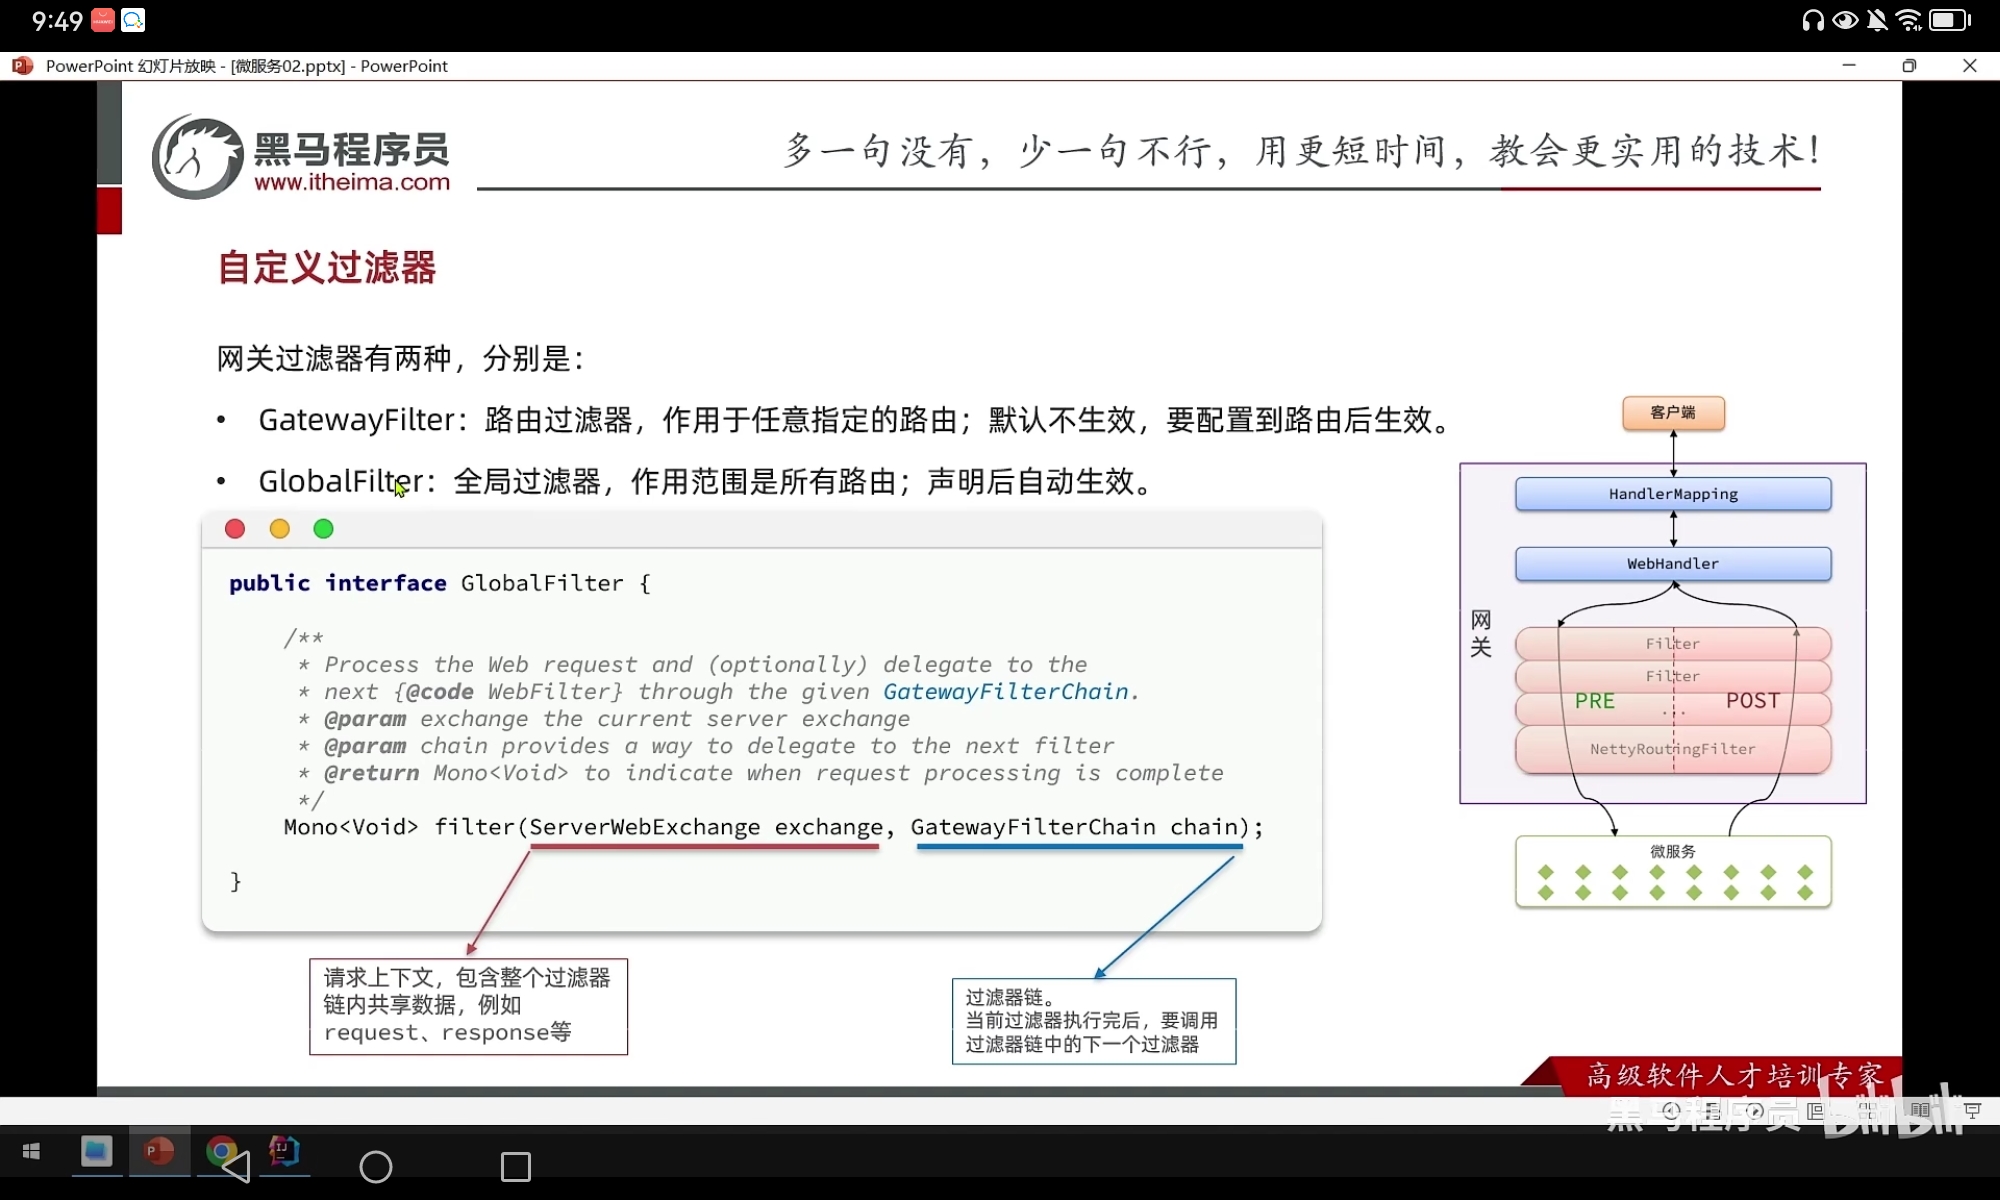 9:49
PowerPoint 幻灯片放映 - [微服务02.pptx] - PowerPoint
黑马程序员
www.itheima.com
多一句没有，少一句不行，用更短时间，教会更实用的技术！
自定义过滤器
网关过滤器有两种，分别是：
• GatewayFilter：路由过滤器，作用于任意指定的路由；默认不生效，要配置到路由后生效。
• GlobalFilter：全局过滤器，作用范围是所有路由；声明后自动生效。
public interface GlobalFilter {
/**
* Process the Web request and (optionally) delegate to the
* next {@code WebFilter} through the given GatewayFilterChain.
* @param exchange the current server exchange
* @param chain provides a way to delegate to the next filter
* @return Mono<Void> to indicate when request processing is complete
*/
Mono<Void> filter(ServerWebExchange exchange, GatewayFilterChain chain);
}
请求上下文，包含整个过滤器
链内共享数据，例如
request、response等
过滤器链。
当前过滤器执行完后，要调用
过滤器链中的下一个过滤器
客户端
HandlerMapping
WebHandler
网关
Filter
Filter
PRE
...
POST
NettyRoutingFilter
微服务
高级软件人才培训专家
黑马程序员 bilibili